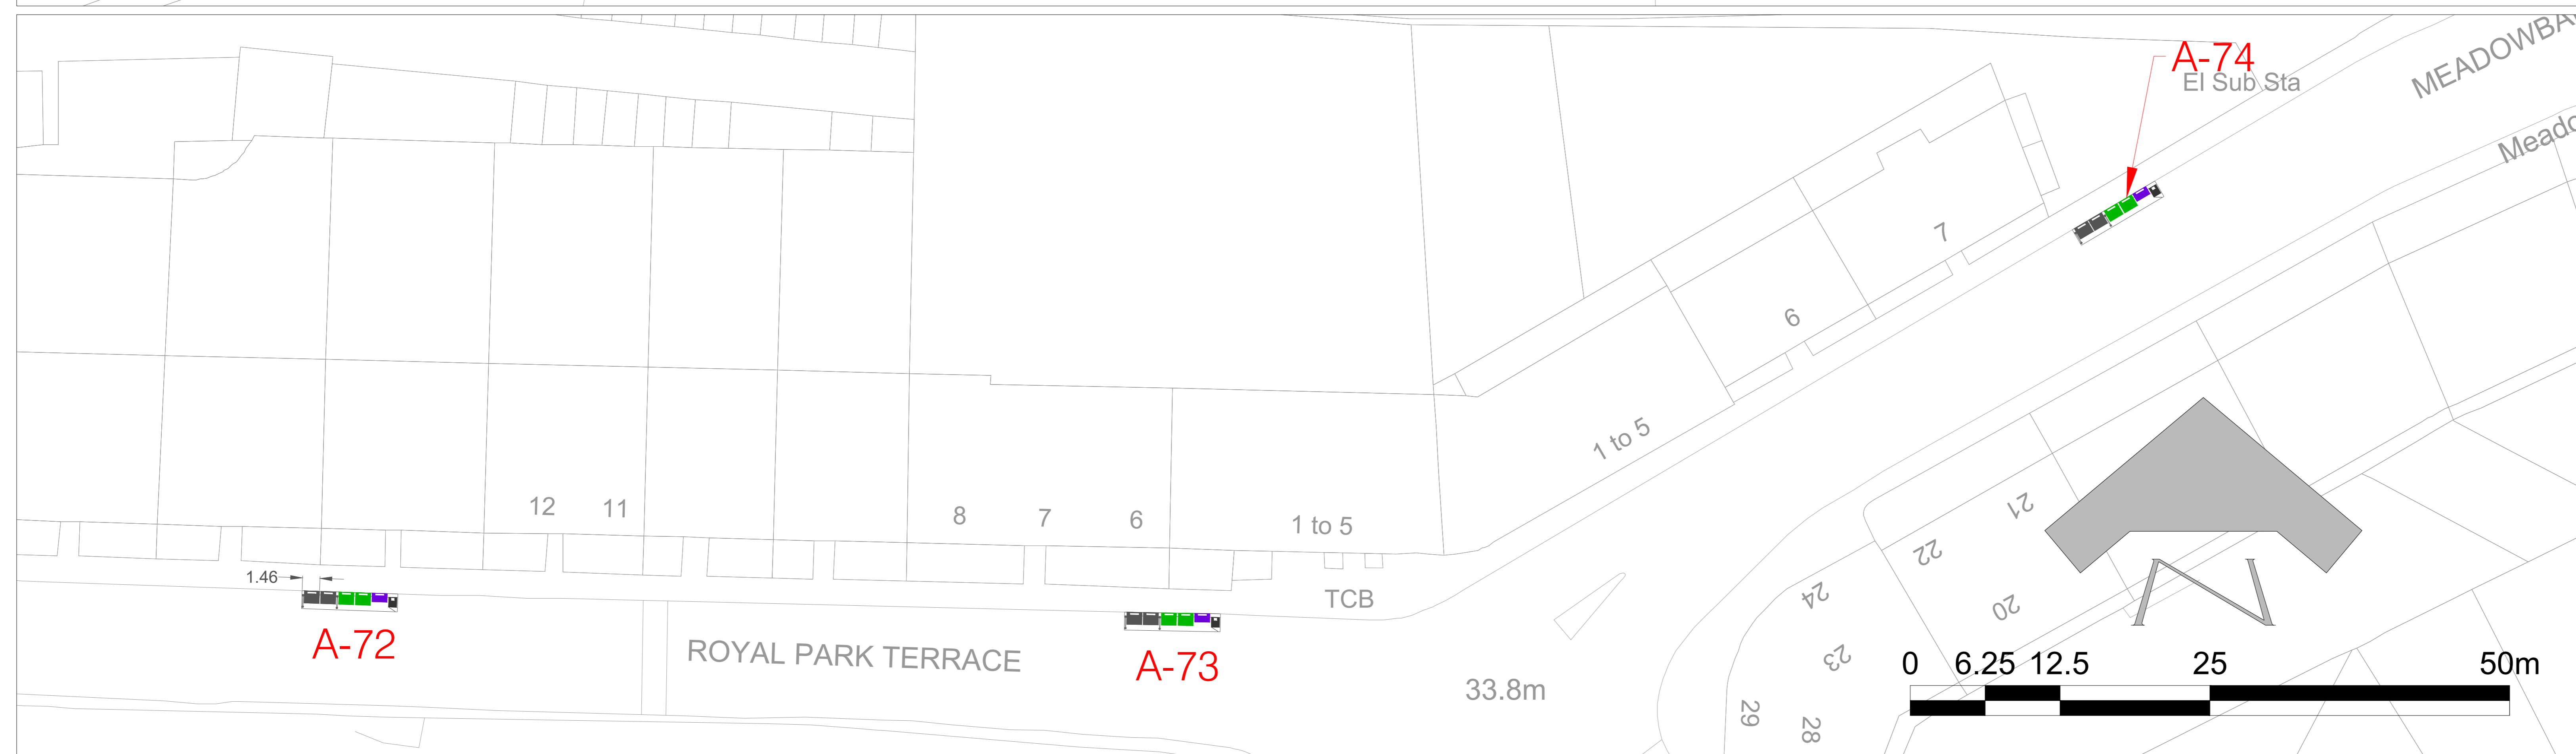 MEADOWBA
A-74
El Sub Sta
Meado
7
6
1 to 5
12
11
8
7
6
1 to 5
21
22
24
20
23
29
28
1.46
TCB
A-72
ROYAL PARK TERRACE
A-73
33.8m
N
0 6.25 12.5 25 50m